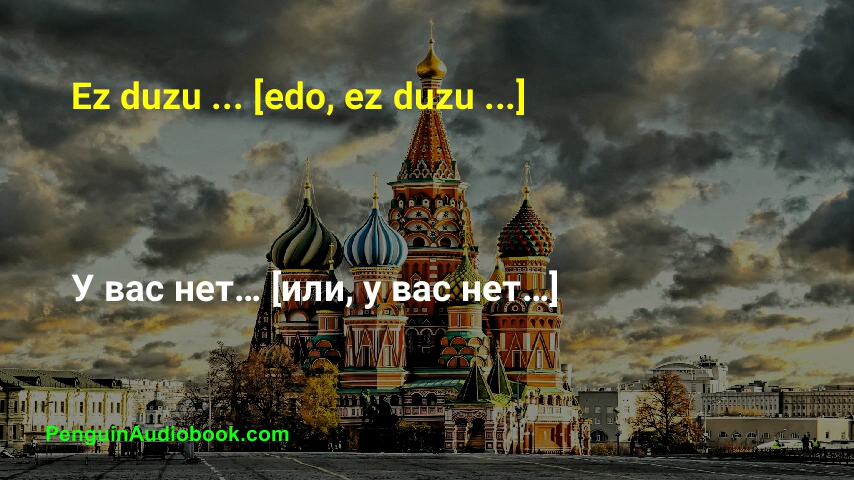 Ez duzu ... [edo, ez duzu ...]
У вас нет... [или, у вас нет...]
PenguinAudiobook.com